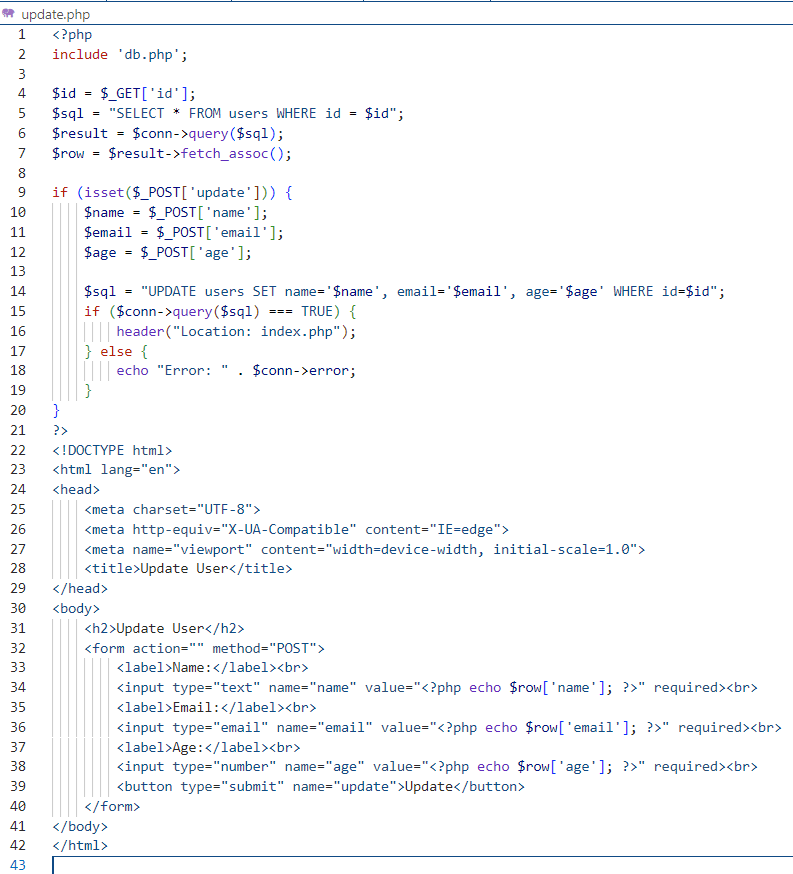 update.php
1 <?php
2 include 'db.php';
3
4 $id = $_GET['id'];
5 $sql = "SELECT * FROM users WHERE id = $id";
6 $result = $conn->query($sql);
7 $row = $result->fetch_assoc();
8
9 if (isset($_POST['update'])) {
10     $name = $_POST['name'];
11     $email = $_POST['email'];
12     $age = $_POST['age'];
13
14     $sql = "UPDATE users SET name='$name', email='$email', age='$age' WHERE id=$id";
15     if ($conn->query($sql) === TRUE) {
16         header("Location: index.php");
17     } else {
18         echo "Error: " . $conn->error;
19     }
20 }
21 ?>
22 <!DOCTYPE html>
23 <html lang="en">
24 <head>
25     <meta charset="UTF-8">
26     <meta http-equiv="X-UA-Compatible" content="IE=edge">
27     <meta name="viewport" content="width=device-width, initial-scale=1.0">
28     <title>Update User</title>
29 </head>
30 <body>
31     <h2>Update User</h2>
32     <form action="" method="POST">
33         <label>Name:</label><br>
34         <input type="text" name="name" value="<?php echo $row['name']; ?>" required><br>
35         <label>Email:</label><br>
36         <input type="email" name="email" value="<?php echo $row['email']; ?>" required><br>
37         <label>Age:</label><br>
38         <input type="number" name="age" value="<?php echo $row['age']; ?>" required><br>
39         <button type="submit" name="update">Update</button>
40     </form>
41 </body>
42 </html>
43